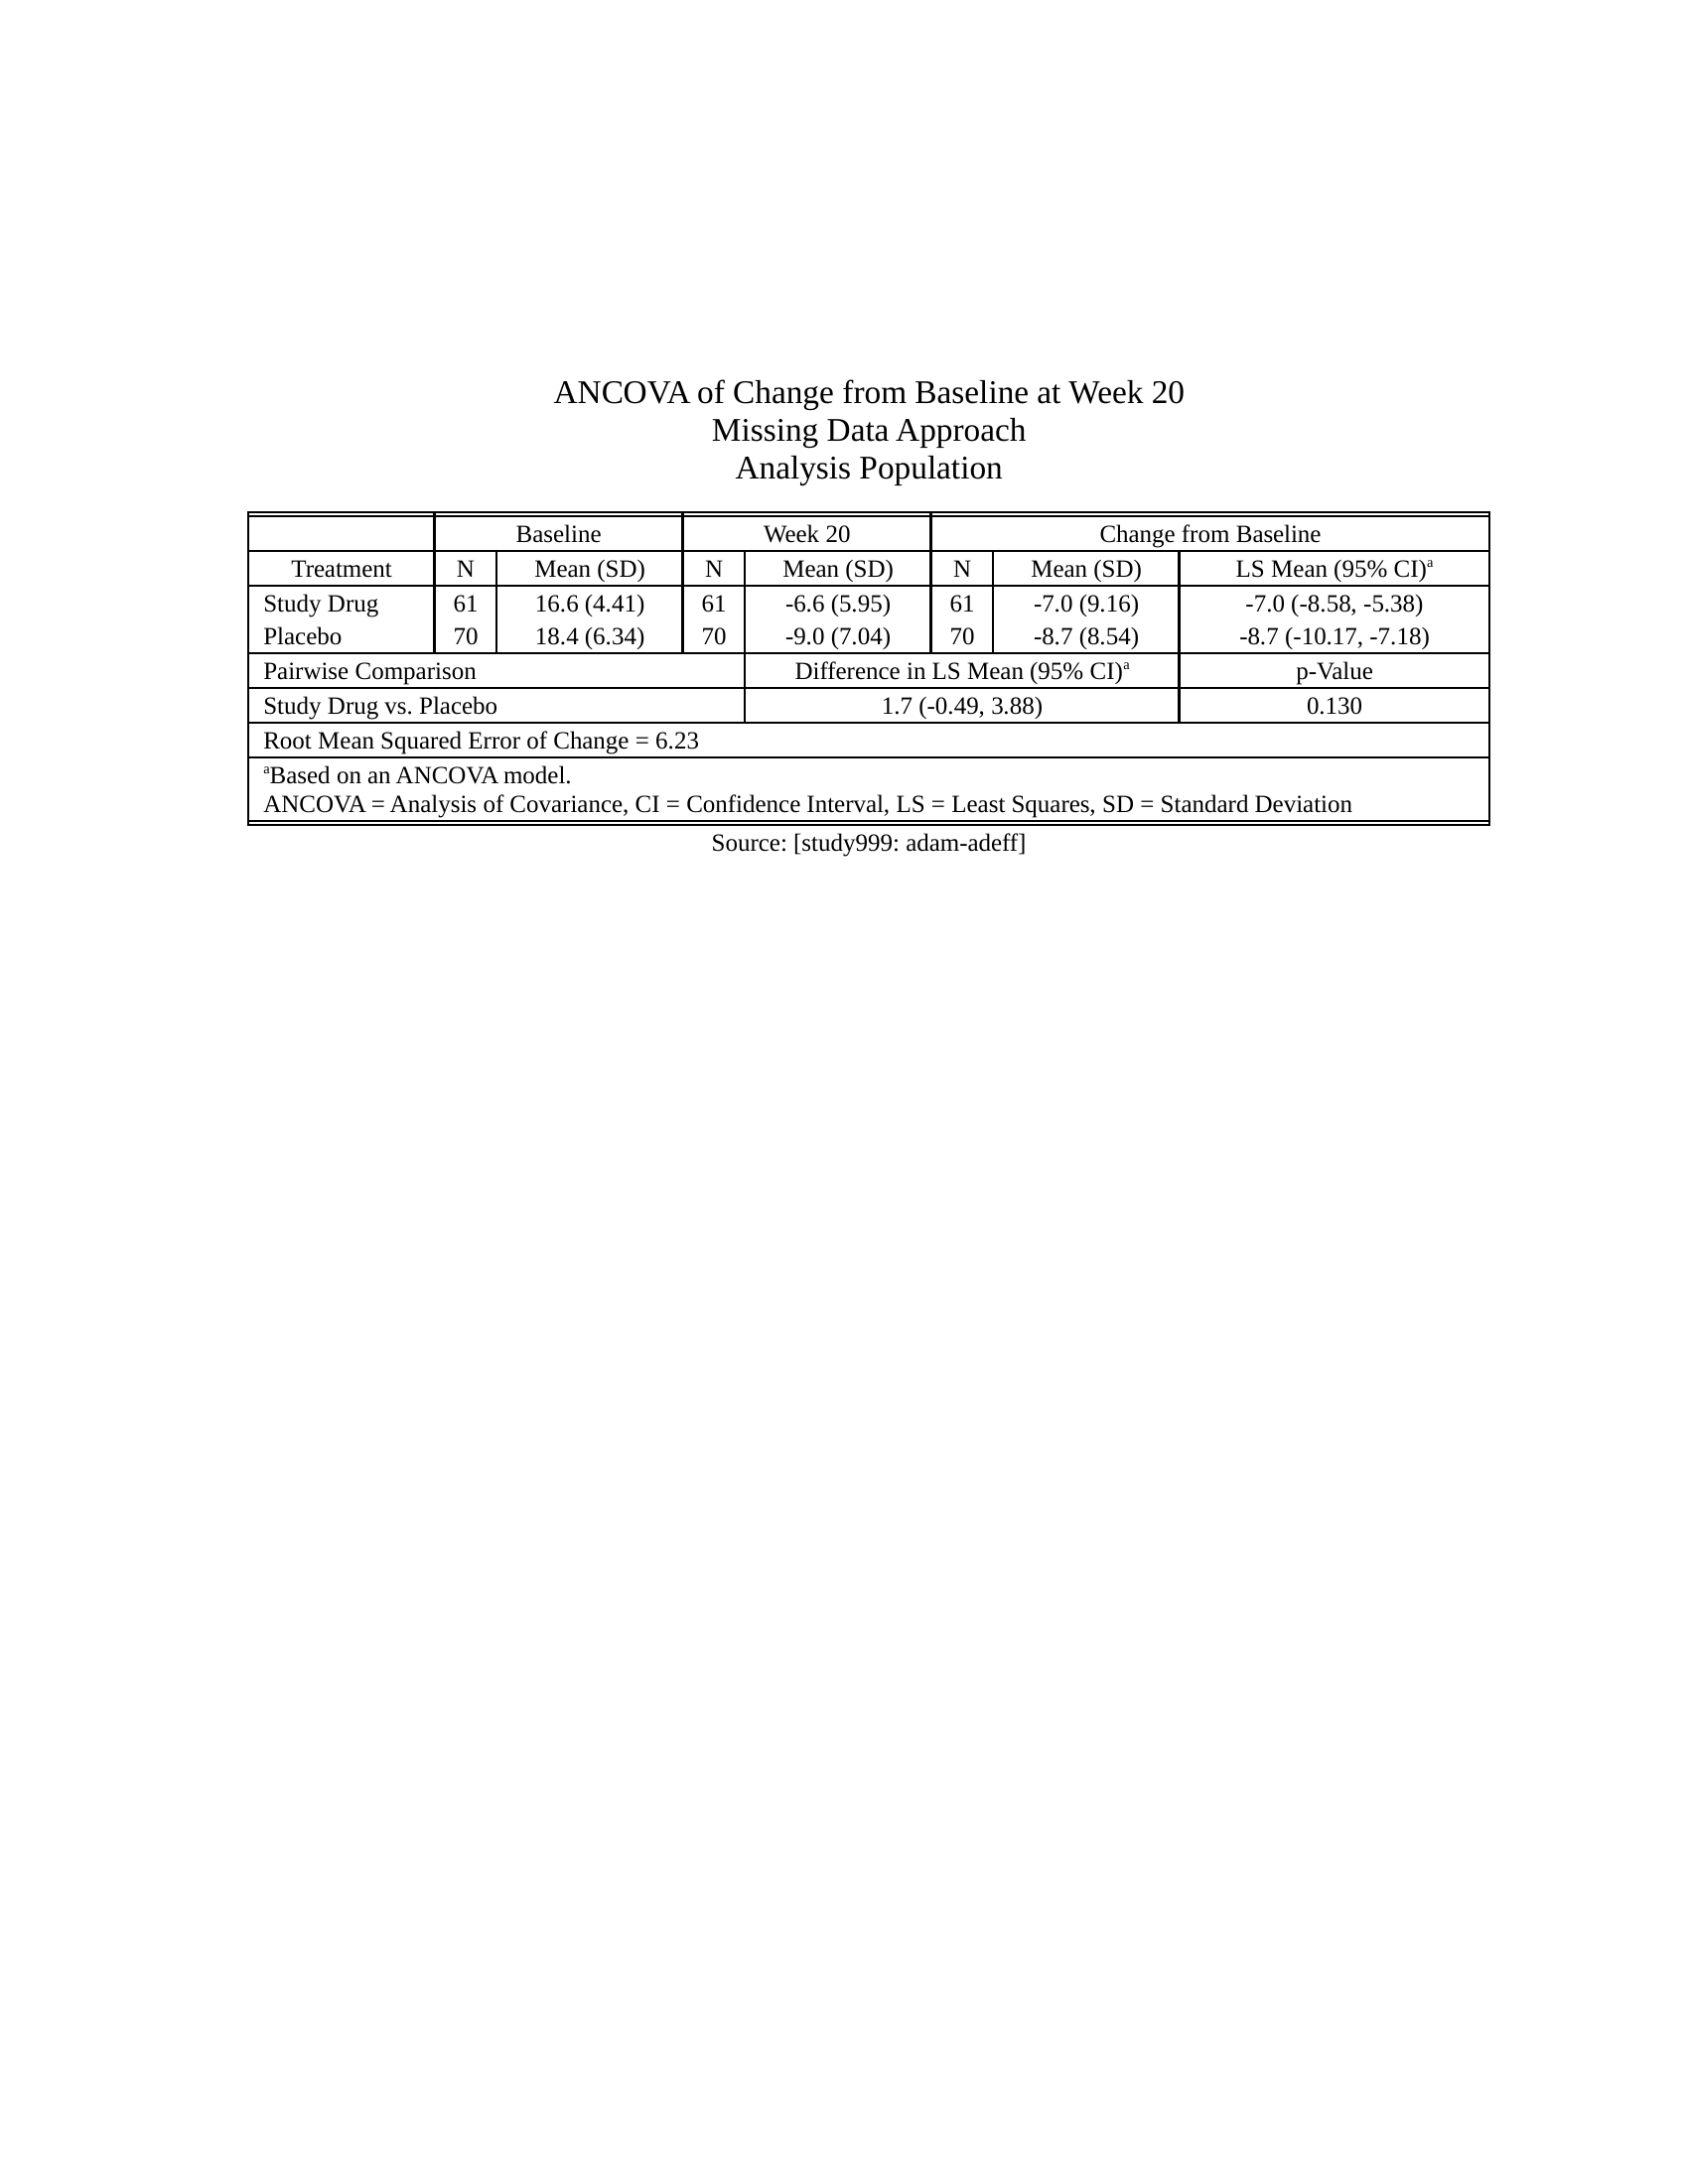 ANCOVA of Change from Baseline at Week 20
Missing Data Approach
Analysis Population
Baseline Week 20 Change from Baseline
Treatment N Mean (SD) N Mean (SD) N Mean (SD) LS Mean (95% CI)ᵃ
Study Drug 61 16.6 (4.41) 61 -6.6 (5.95) 61 -7.0 (9.16) -7.0 (-8.58, -5.38)
Placebo 70 18.4 (6.34) 70 -9.0 (7.04) 70 -8.7 (8.54) -8.7 (-10.17, -7.18)
Pairwise Comparison Difference in LS Mean (95% CI)ᵃ p-Value
Study Drug vs. Placebo 1.7 (-0.49, 3.88) 0.130
Root Mean Squared Error of Change = 6.23
ᵃBased on an ANCOVA model.
ANCOVA = Analysis of Covariance, CI = Confidence Interval, LS = Least Squares, SD = Standard Deviation
Source: [study999: adam-adeff]